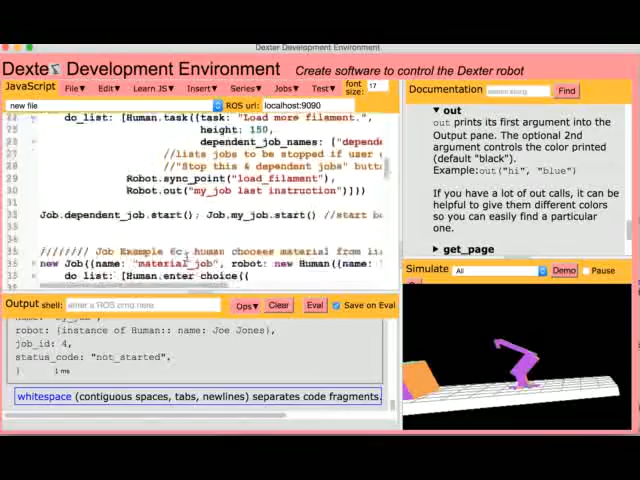 Dexter Development Environment
Dexter Development Environment Create software to control the Dexter robot
JavaScript File▼ Edit▼ Learn JS▼ Insert▼ Series▼ Jobs▼ Test▼ font size: 17
new file ROS url: localhost:9090
do_list: [Human.task({task: "Load more filament.",
height: 150,
dependent_job_names: ["depende
//lists jobs to be stopped if user
//"Stop this & dependent jobs" butt
29 Robot.sync_point("load_filament"),
30 Robot.out("my_job last instruction")]})
Job.dependent_job.start(); Job.my_job.start() //start b
//////// Job Example 6c: human chooses material from li
new Job({name: "material_job", robot: new Human({name:
do_list: [Human.enter_choice({
Output shell: enter a ROS cmd here Ops▼ Clear Eval Save on Eval
robot: {instance of Human:: name: Joe Jones},
job_id: 4,
status_code: "not_started",
} 1 ms
whitespace (contiguous spaces, tabs, newlines) separates code fragments.
Documentation Find
▼ out
out prints its first argument into the
Output pane. The optional 2nd
argument controls the color printed
(default "black").
Example: out("hi", "blue")
If you have a lot of out calls, it can be
helpful to give them different colors
so you can easily find a particular
one.
▶ get_page
Simulate All Demo Pause